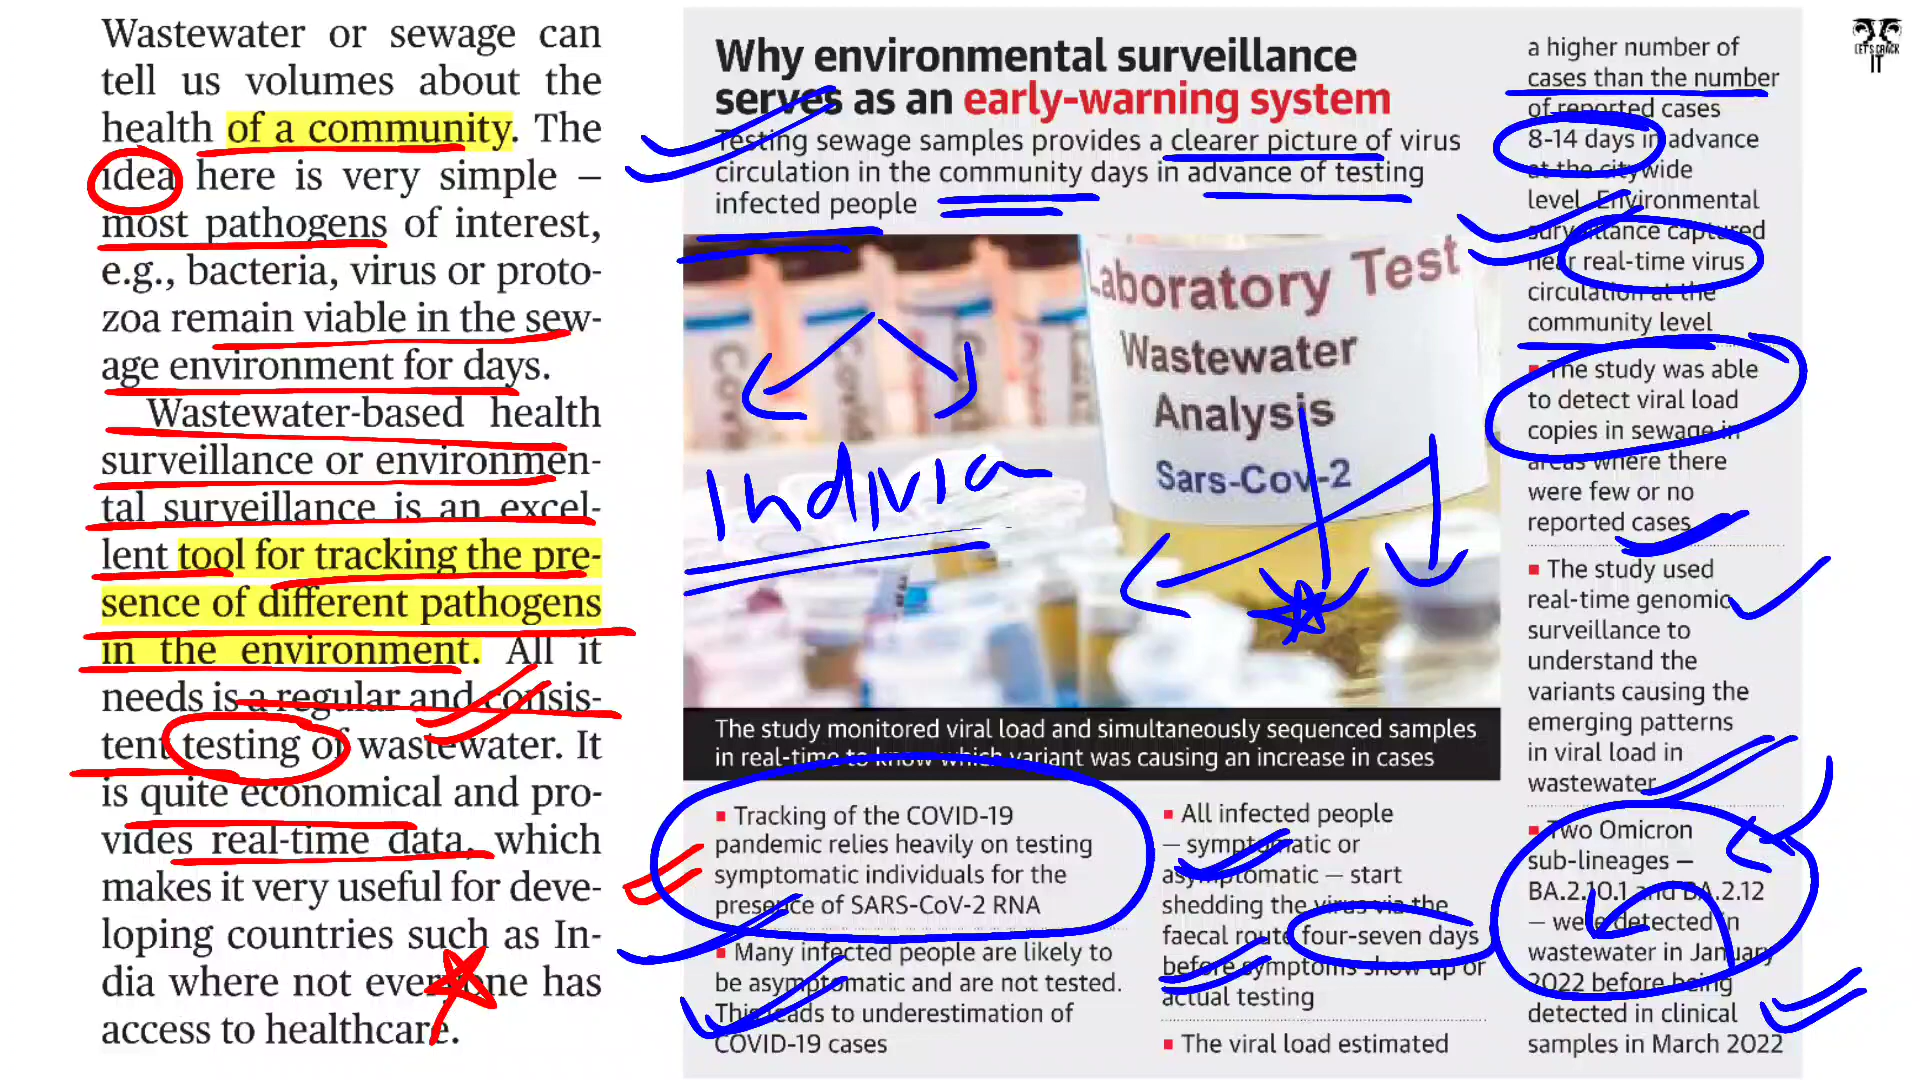 Wastewater or sewage can
tell us volumes about the
health of a community. The
idea here is very simple –
most pathogens of interest,
e.g., bacteria, virus or proto-
zoa remain viable in the sew-
age environment for days.
Wastewater-based health
surveillance or environmen-
tal surveillance is an excel-
lent tool for tracking the pre-
sence of different pathogens
in the environment. All it
needs is a regular and consis-
tent testing of wastewater. It
is quite economical and pro-
vides real-time data, which
makes it very useful for deve-
loping countries such as In-
dia where not everyone has
access to healthcare.
Why environmental surveillance
serves as an early-warning system
Testing sewage samples provides a clearer picture of virus
circulation in the community days in advance of testing
infected people
Laboratory Test
Wastewater
Analysis
Sars-CoV-2
Covid
Covid
Individ
The study monitored viral load and simultaneously sequenced samples
in real-time to know which variant was causing an increase in cases
Tracking of the COVID-19
pandemic relies heavily on testing
symptomatic individuals for the
presence of SARS-CoV-2 RNA
Many infected people are likely to
be asymptomatic and are not tested.
This leads to underestimation of
COVID-19 cases
All infected people
— symptomatic or
asymptomatic — start
shedding the virus via the
faecal route four-seven days
before symptoms show up or
actual testing
The viral load estimated
a higher number of
cases than the number
of reported cases
8-14 days in advance
at the citywide
level. Environmental
surveillance captured
near real-time virus
circulation at the
community level
The study was able
to detect viral load
copies in sewage in
areas where there
were few or no
reported cases
The study used
real-time genomic
surveillance to
understand the
variants causing the
emerging patterns
in viral load in
wastewater
Two Omicron
sub-lineages —
BA.2.10.1 and BA.2.12
— were detected in
wastewater in January
2022 before being
detected in clinical
samples in March 2022
LET'S CRACK
IT